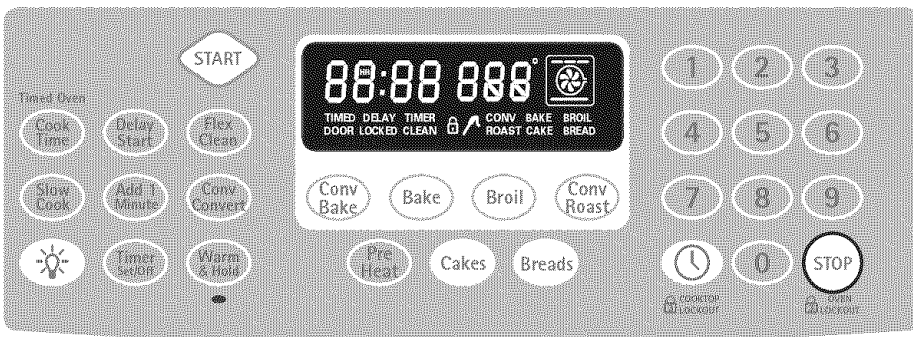 START
Timed Oven
Cook Time
Delay Start
Flex Clean
Slow Cook
Add 1 Minute
Conv Convert
Timer Set/Off
Warm & Hold
88:88 888°
HR
TIMED DELAY TIMER CONV BAKE BROIL
DOOR LOCKED CLEAN ROAST CAKE BREAD
Conv Bake
Bake
Broil
Conv Roast
Pre Heat
Cakes
Breads
1 2 3
4 5 6
7 8 9
0
STOP
COOKTOP LOCKOUT
OVEN LOCKOUT